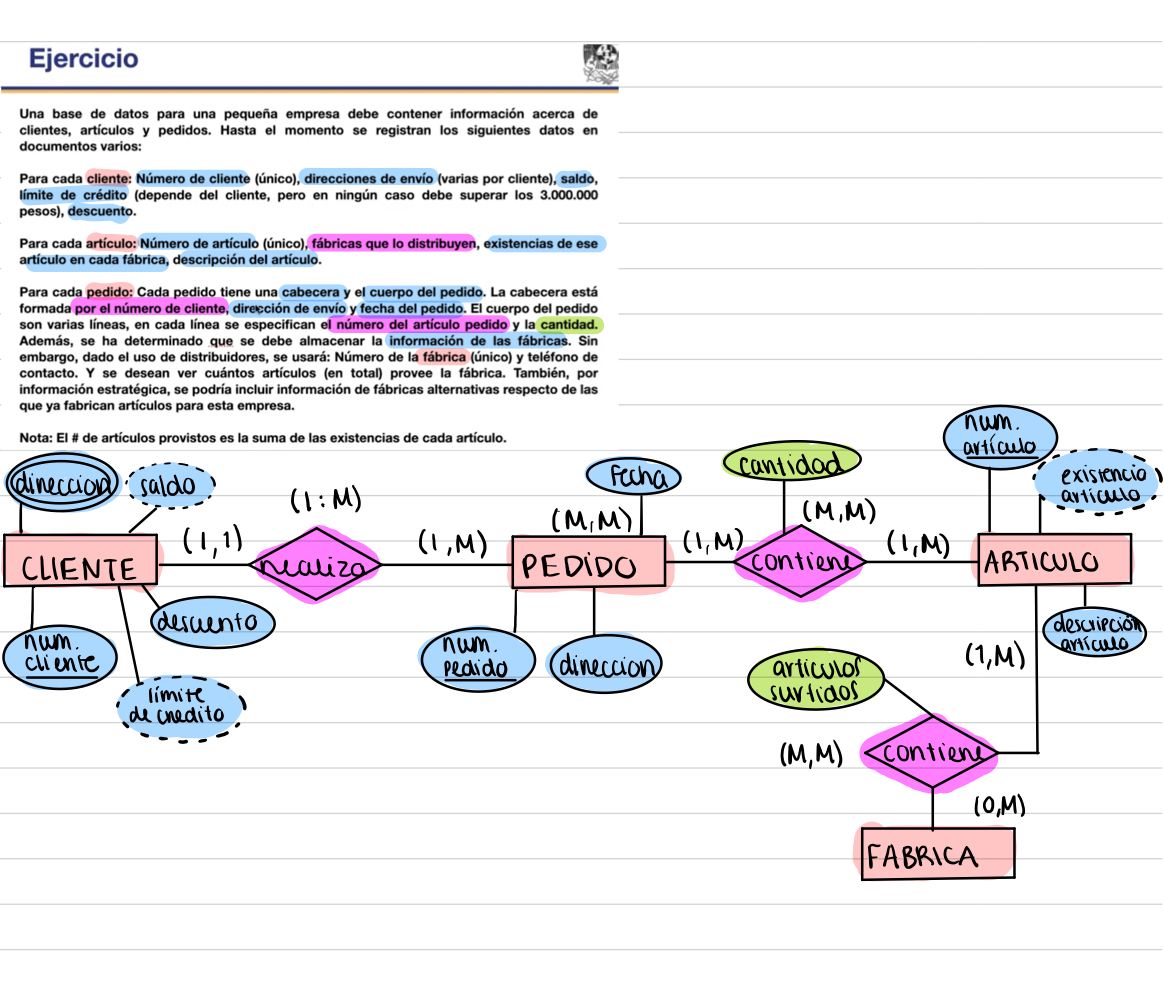 Ejercicio
Una base de datos para una pequeña empresa debe contener información acerca de
clientes, artículos y pedidos. Hasta el momento se registran los siguientes datos en
documentos varios:
Para cada cliente: Número de cliente (único), direcciones de envío (varias por cliente), saldo,
límite de crédito (depende del cliente, pero en ningún caso debe superar los 3.000.000
pesos), descuento.
Para cada artículo: Número de artículo (único), fábricas que lo distribuyen, existencias de ese
artículo en cada fábrica, descripción del artículo.
Para cada pedido: Cada pedido tiene una cabecera y el cuerpo del pedido. La cabecera está
formada por el número de cliente, dirección de envío y fecha del pedido. El cuerpo del pedido
son varias líneas, en cada línea se especifican el número del artículo pedido y la cantidad.
Además, se ha determinado que se debe almacenar la información de las fábricas. Sin
embargo, dado el uso de distribuidores, se usará: Número de la fábrica (único) y teléfono de
contacto. Y se desean ver cuántos artículos (en total) provee la fábrica. También, por
información estratégica, se podría incluir información de fábricas alternativas respecto de las
que ya fabrican artículos para esta empresa.
Nota: El # de artículos provistos es la suma de las existencias de cada artículo.
num.
artículo
direccion
saldo
fecha
cantidad
existencia
artículo
(1:M)
(M,M)
(M,M)
(1,1)
(1,M)
(1,M)
(1,M)
CLIENTE
realiza
PEDIDO
contiene
ARTICULO
descuento
descripción
artículo
num.
cliente
num.
pedido
direccion
(1,M)
límite
de credito
articulos
surtidos
(M,M)
contiene
(0,M)
FABRICA